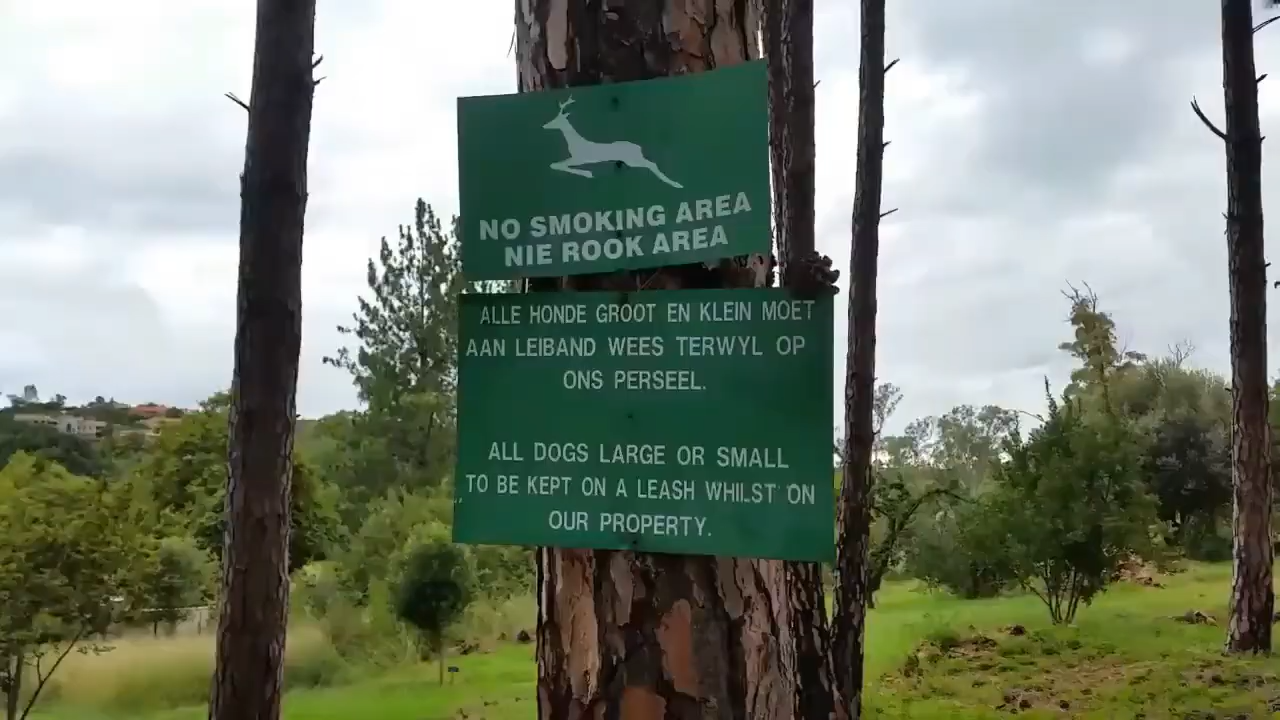 NO SMOKING AREA
NIE ROOK AREA
ALLE HONDE GROOT EN KLEIN MOET
AAN LEIBAND WEES TERWYL OP
ONS PERSEEL.
ALL DOGS LARGE OR SMALL
TO BE KEPT ON A LEASH WHILST ON
OUR PROPERTY.